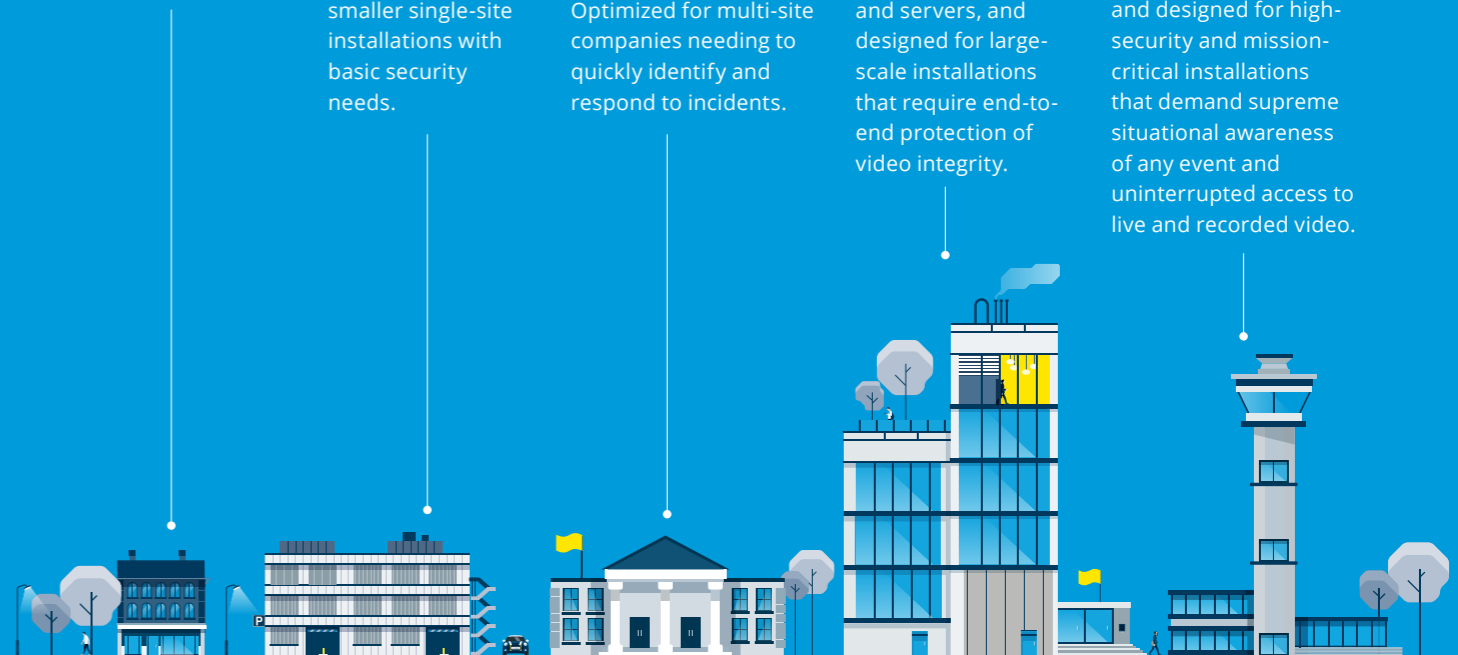 smaller single-site
installations with
basic security
needs.
Optimized for multi-site
companies needing to
quickly identify and
respond to incidents.
and servers, and
designed for large-
scale installations
that require end-to-
end protection of
video integrity.
and designed for high-
security and mission-
critical installations
that demand supreme
situational awareness
of any event and
uninterrupted access to
live and recorded video.
P